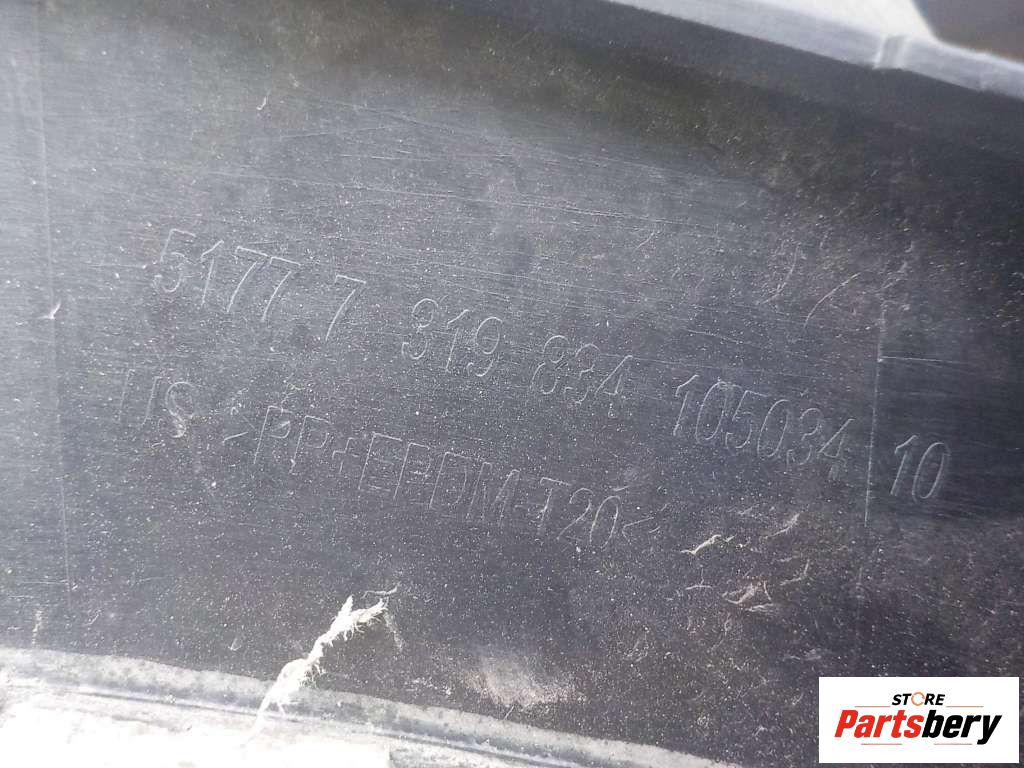 5177 7 319 834 105034 10
US >PP+EPDM-T20<
STORE
Partsbery